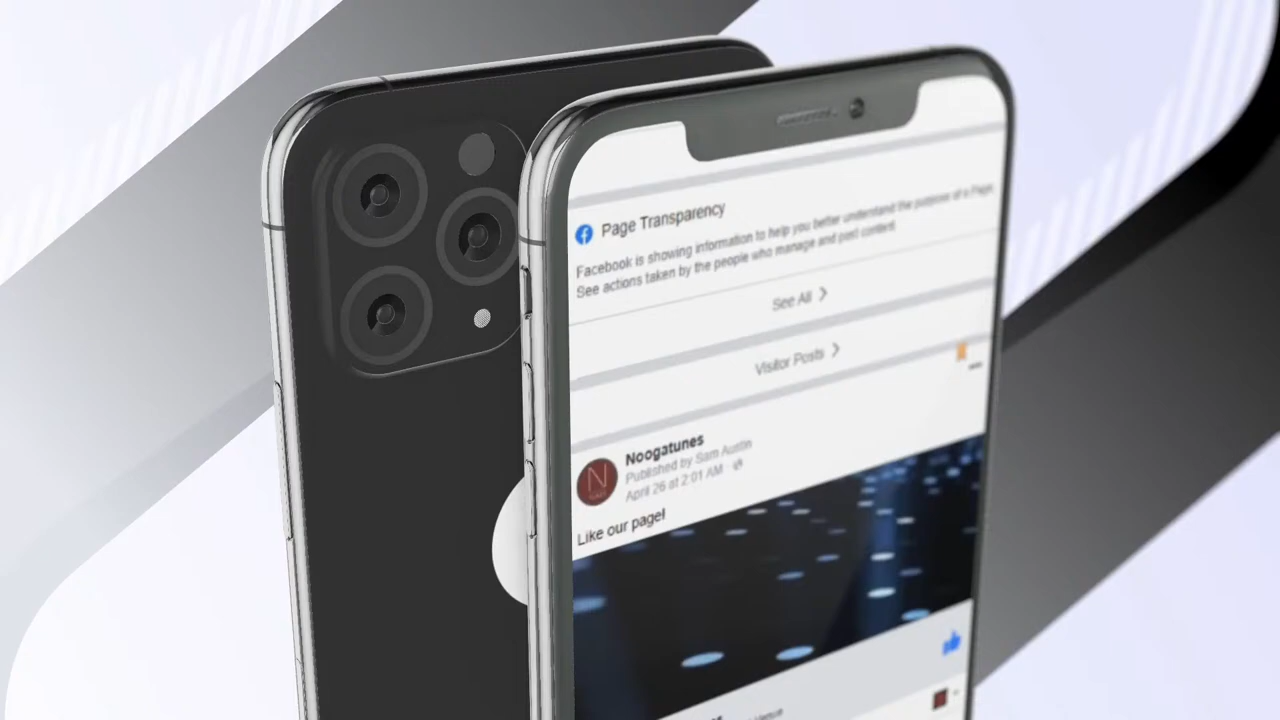 Page Transparency
Facebook is showing information to help you better understand the purpose of a Page.
See actions taken by the people who manage and post content.
See All
Visitor Posts
Noogatunes
Published by Sam Austin
April 26 at 2:01 AM
Like our page!
N